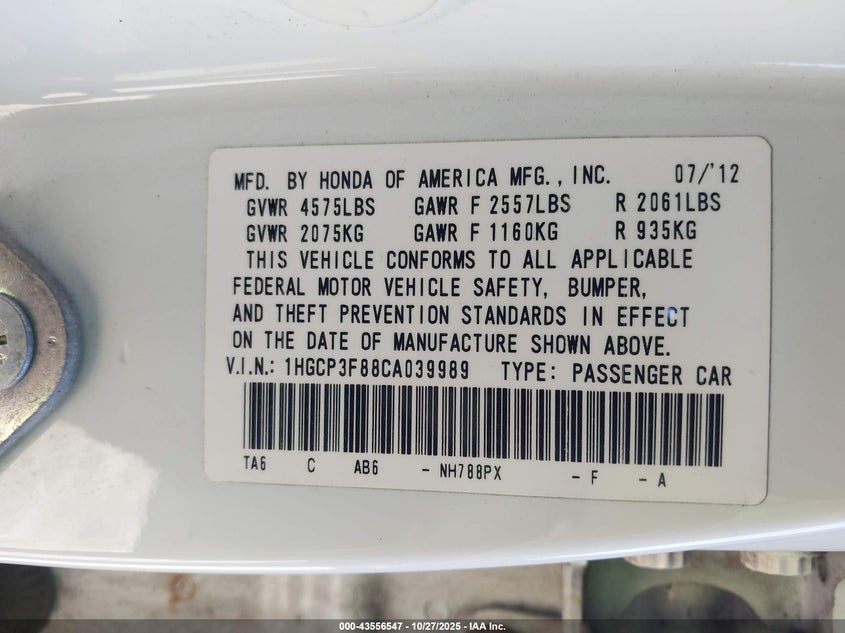 MFD. BY HONDA OF AMERICA MFG., INC. 07/'12
GVWR 4575LBS GAWR F 2557LBS R 2061LBS
GVWR 2075KG GAWR F 1160KG R 935KG
THIS VEHICLE CONFORMS TO ALL APPLICABLE
FEDERAL MOTOR VEHICLE SAFETY, BUMPER,
AND THEFT PREVENTION STANDARDS IN EFFECT
ON THE DATE OF MANUFACTURE SHOWN ABOVE.
V.I.N.: 1HGCP3F88CA039989 TYPE: PASSENGER CAR
TA6 C AB6 - NH788PX - F - A
000-43556547 | 10/27/2025 | IAA Inc.